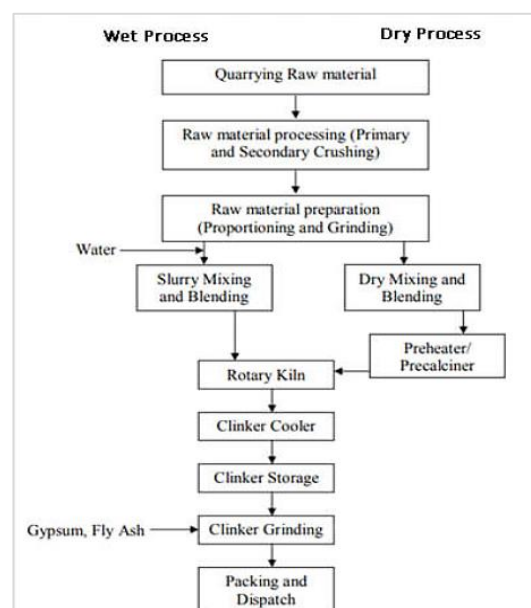 Wet Process
Dry Process
Quarrying Raw material
Raw material processing (Primary
and Secondary Crushing)
Raw material preparation
(Proportioning and Grinding)
Water
Slurry Mixing
and Blending
Dry Mixing and
Blending
Preheater/
Precalciner
Rotary Kiln
Clinker Cooler
Clinker Storage
Gypsum, Fly Ash
Clinker Grinding
Packing and
Dispatch